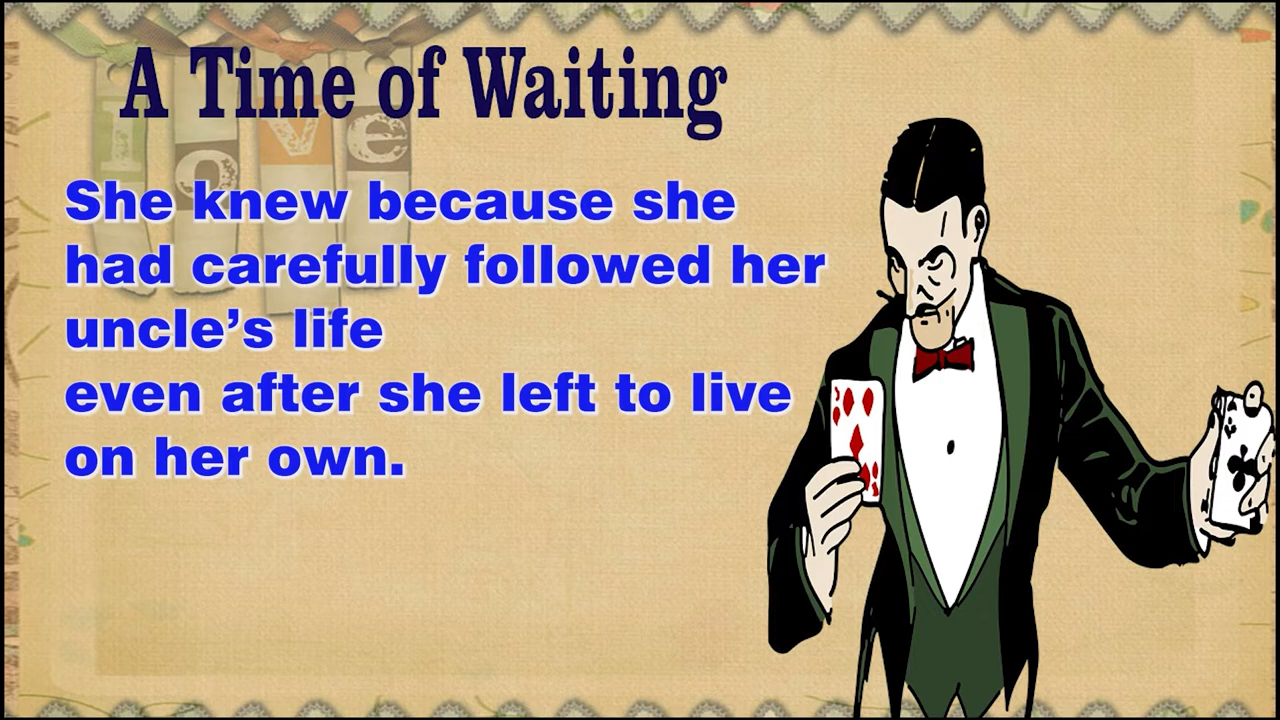 A Time of Waiting
love
She knew because she
had carefully followed her
uncle’s life
even after she left to live
on her own.